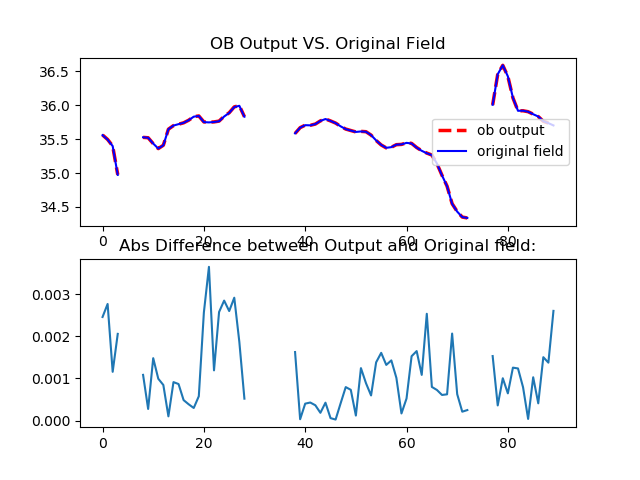 OB Output VS. Original Field
36.5
36.0
35.5
35.0
34.5
ob output
original field
0 20 40 60 80
Abs Difference between Output and Original field:
0.003
0.002
0.001
0.000
0 20 40 60 80